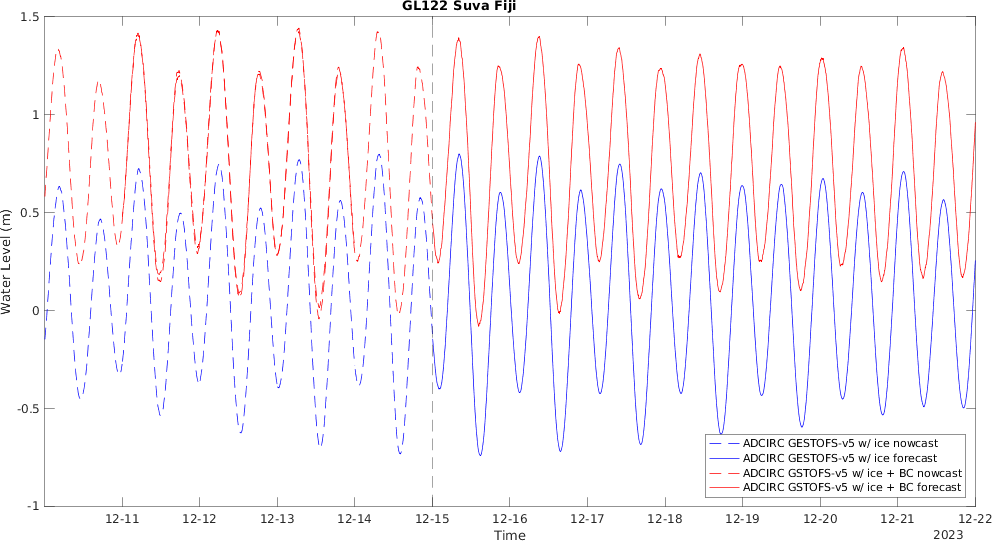 GL122 Suva Fiji
1.5
1
0.5
0
-0.5
-1
Water Level (m)
12-11 12-12 12-13 12-14 12-15 12-16 12-17 12-18 12-19 12-20 12-21 12-22
Time
2023
ADCIRC GESTOFS-v5 w/ ice nowcast
ADCIRC GESTOFS-v5 w/ ice forecast
ADCIRC GSTOFS-v5 w/ ice + BC nowcast
ADCIRC GSTOFS-v5 w/ ice + BC forecast